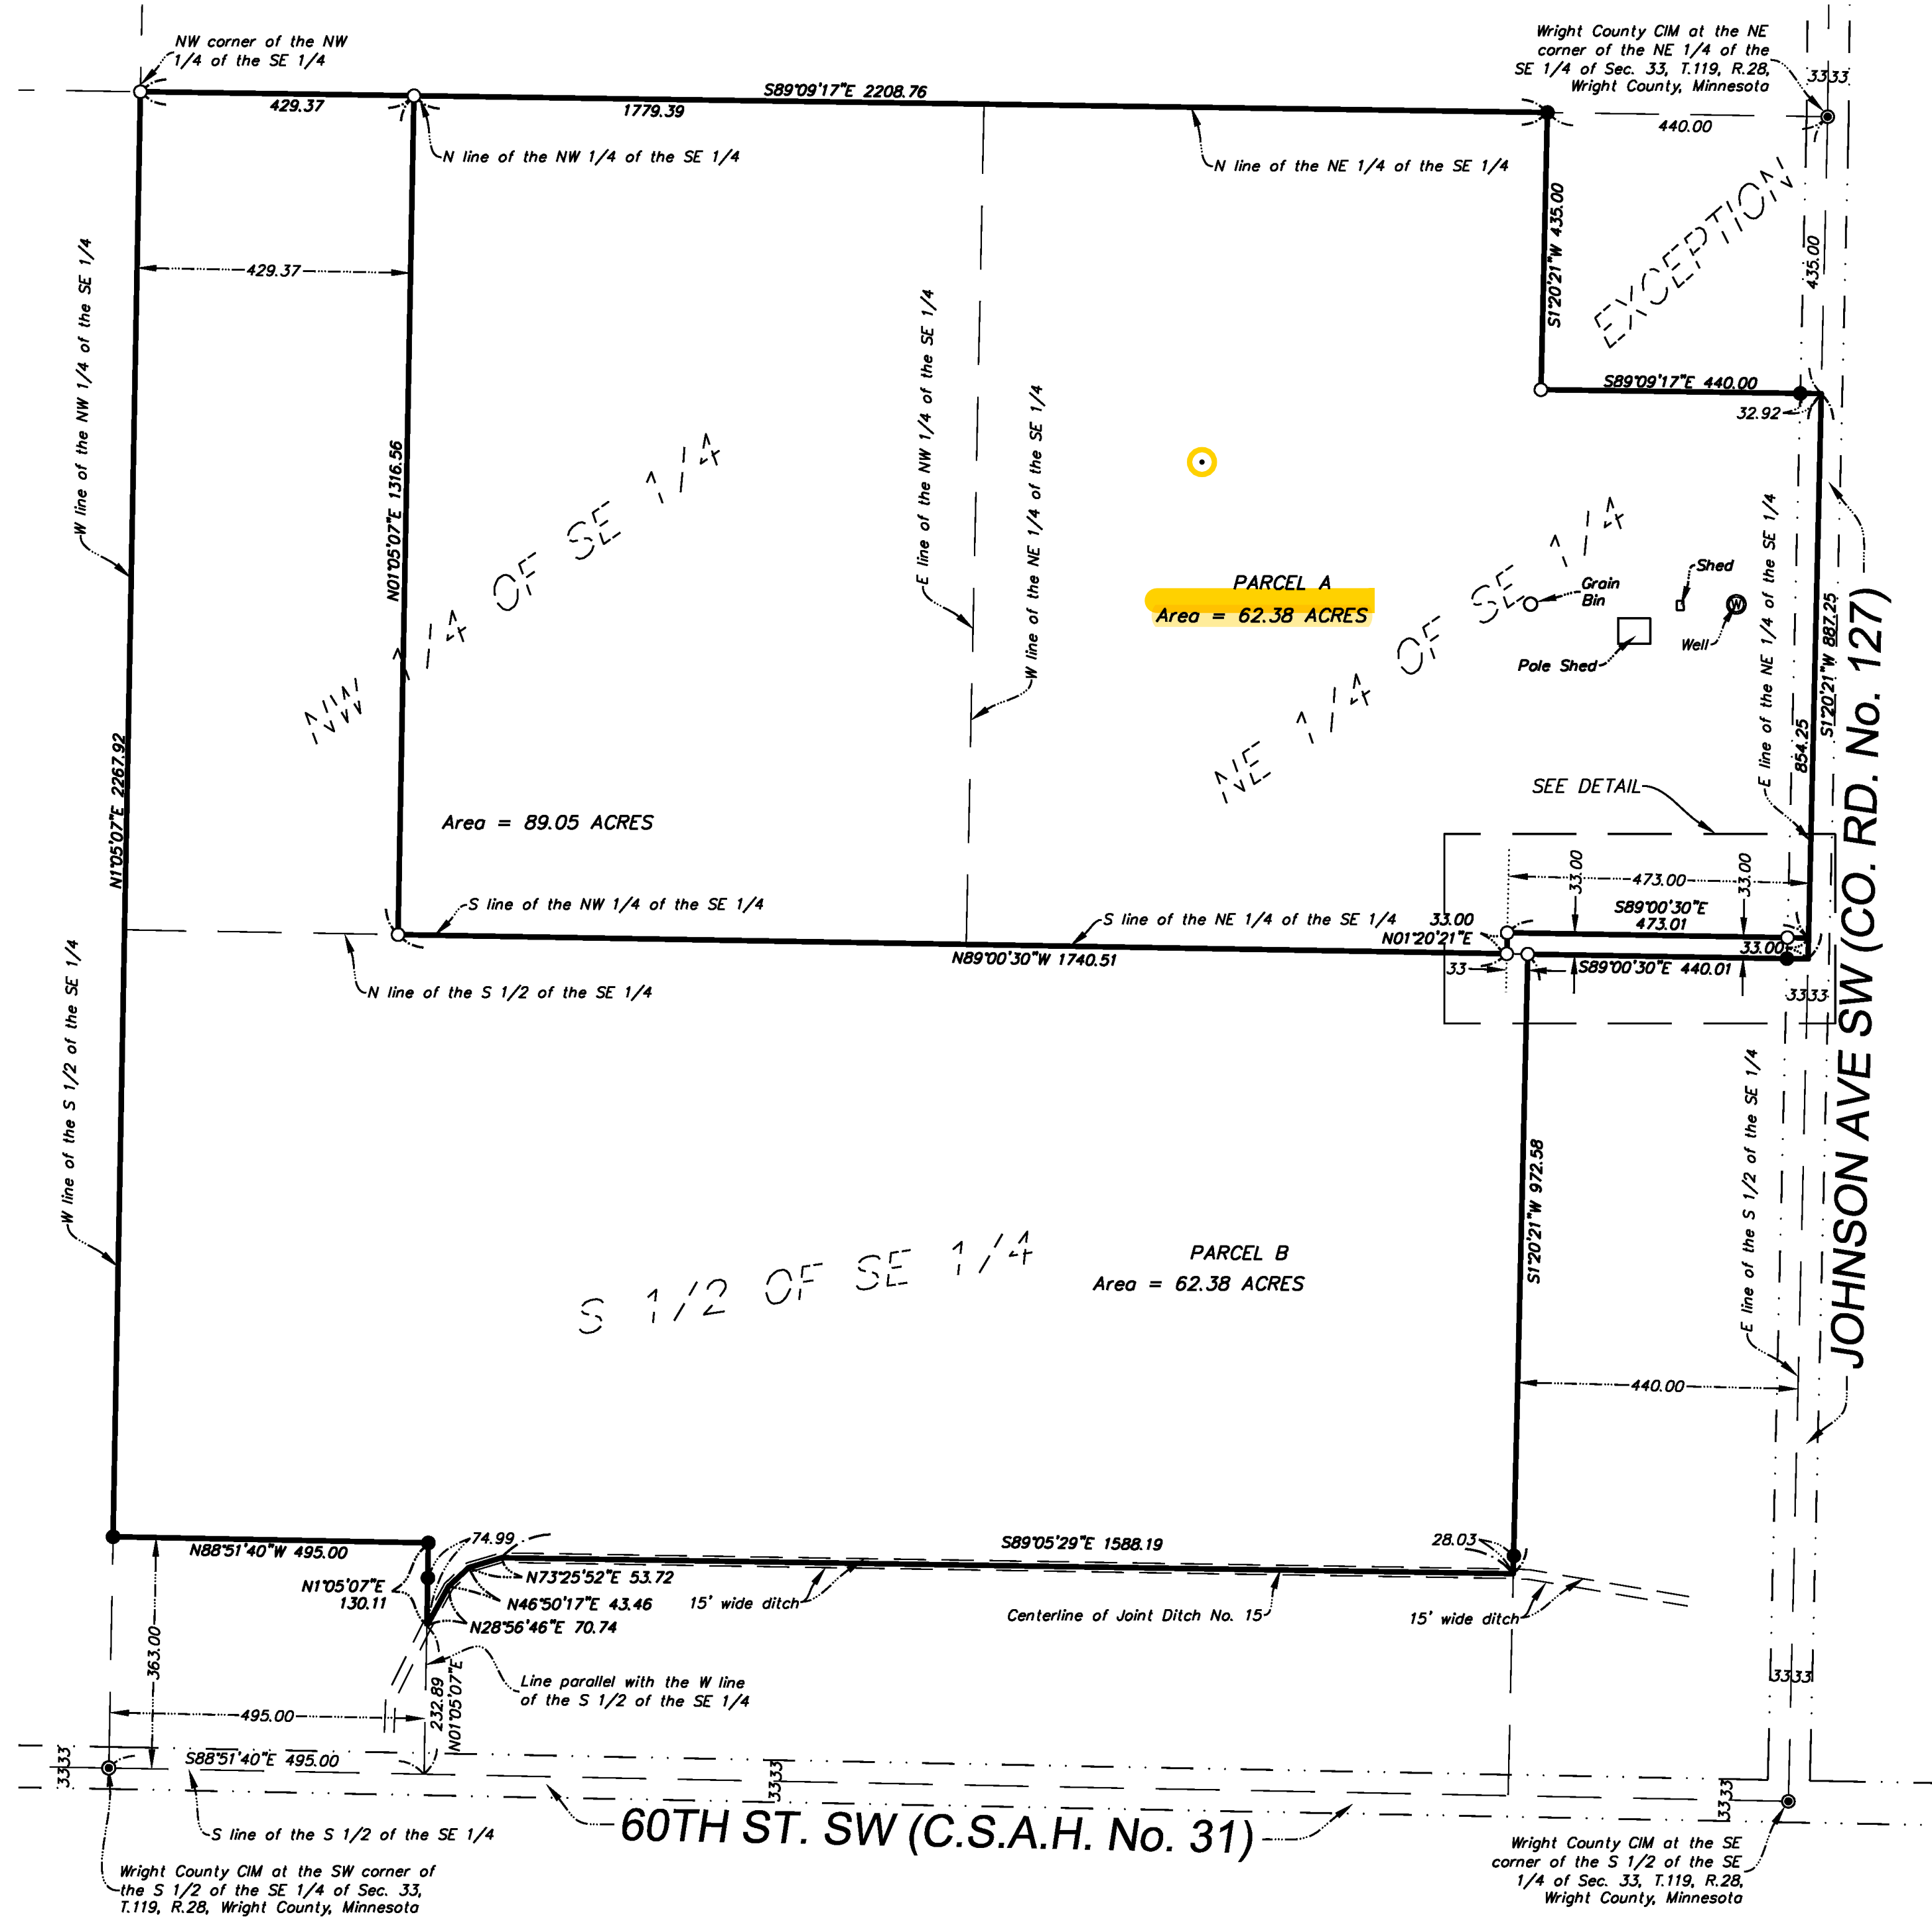 NW corner of the NW
1/4 of the SE 1/4
Wright County CIM at the NE
corner of the NE 1/4 of the
SE 1/4 of Sec. 33, T.119, R.28,
Wright County, Minnesota
33 33
429.37
S89°09'17"E 2208.76
1779.39
440.00
N line of the NW 1/4 of the SE 1/4
N line of the NE 1/4 of the SE 1/4
EXCEPTION
S1°20'21"W 435.00
435.00
429.37
W line of the NW 1/4 of the SE 1/4
E line of the NW 1/4 of the SE 1/4
W line of the NE 1/4 of the SE 1/4
S89°09'17"E 440.00
32.92
N01°05'07"E 1316.56
NW 1/4 OF SE 1/4
NE 1/4 OF SE 1/4
PARCEL A
Area = 62.38 ACRES
Grain
Bin
Shed
Pole Shed
Well
W
E line of the NE 1/4 of the SE 1/4
S1°20'21"W 887.25
854.25
JOHNSON AVE SW (CO. RD. No. 127)
N1°05'07"E 2267.92
Area = 89.05 ACRES
SEE DETAIL
33.00
473.00
33.00
S89°00'30"E
473.01
33.00
N01°20'21"E
33.00
33
S89°00'30"E 440.01
33 33
S line of the NW 1/4 of the SE 1/4
S line of the NE 1/4 of the SE 1/4
N89°00'30"W 1740.51
N line of the S 1/2 of the SE 1/4
W line of the S 1/2 of the SE 1/4
E line of the S 1/2 of the SE 1/4
S1°20'21"W 972.58
S 1/2 OF SE 1/4
PARCEL B
Area = 62.38 ACRES
440.00
N88°51'40"W 495.00
74.99
S89°05'29"E 1588.19
28.03
N1°05'07"E
130.11
N73°25'52"E 53.72
N46°50'17"E 43.46
N28°56'46"E 70.74
15' wide ditch
Centerline of Joint Ditch No. 15
15' wide ditch
363.00
Line parallel with the W line
of the S 1/2 of the SE 1/4
232.89
N01°05'07"E
495.00
S88°51'40"E 495.00
33 33
33 33
33 33
33 33
S line of the S 1/2 of the SE 1/4
60TH ST. SW (C.S.A.H. No. 31)
Wright County CIM at the SW corner of
the S 1/2 of the SE 1/4 of Sec. 33,
T.119, R.28, Wright County, Minnesota
Wright County CIM at the SE
corner of the S 1/2 of the SE
1/4 of Sec. 33, T.119, R.28,
Wright County, Minnesota